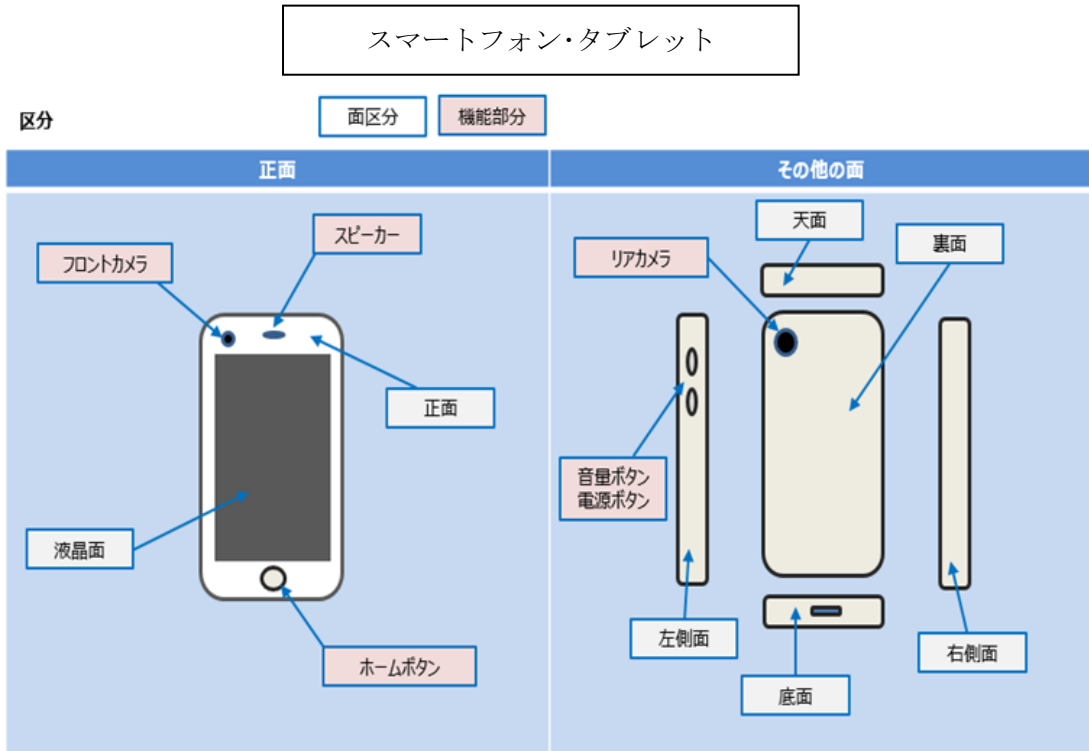 スマートフォン・タブレット
区分
面区分
機能部分
正面
その他の面
スピーカー
フロントカメラ
正面
液晶面
ホームボタン
天面
裏面
リアカメラ
音量ボタン
電源ボタン
左側面
右側面
底面